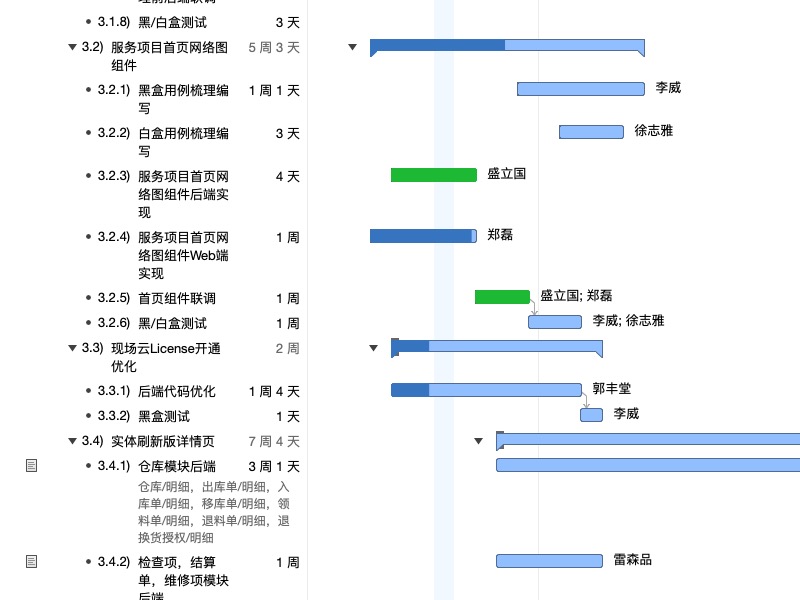 3.1.8) 黑/白盒测试 3 天
3.2) 服务项目首页网络图 5 周 3 天
组件
3.2.1) 黑盒用例梳理编 1 周 1 天 李威
写
3.2.2) 白盒用例梳理编 3 天 徐志雅
写
3.2.3) 服务项目首页网 4 天 盛立国
络图组件后端实
现
3.2.4) 服务项目首页网 1 周 郑磊
络图组件Web端
实现
3.2.5) 首页组件联调 1 周 盛立国; 郑磊
3.2.6) 黑/白盒测试 1 周 李威; 徐志雅
3.3) 现场云License开通 2 周
优化
3.3.1) 后端代码优化 1 周 4 天 郭丰堂
3.3.2) 黑盒测试 1 天 李威
3.4) 实体刷新版详情页 7 周 4 天
3.4.1) 仓库模块后端 3 周 1 天
仓库/明细，出库单/明细，入
库单/明细，移库单/明细，领
料单/明细，退料单/明细，退
换货授权/明细
3.4.2) 检查项，结算 1 周 雷森品
单，维修项模块
后端